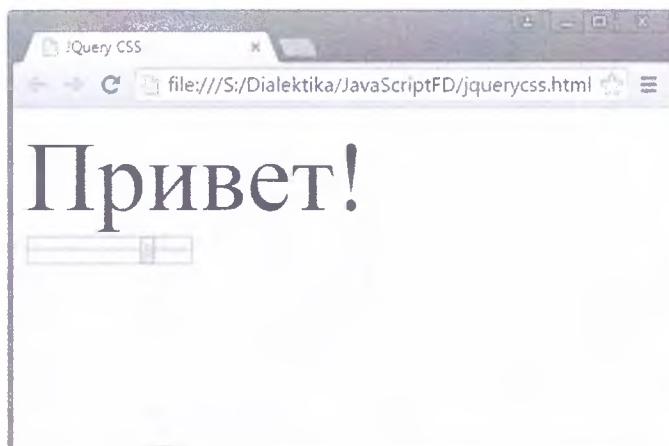 jQuery CSS
file:///S:/Dialektika/JavaScriptFD/jquerycss.html
Привет!